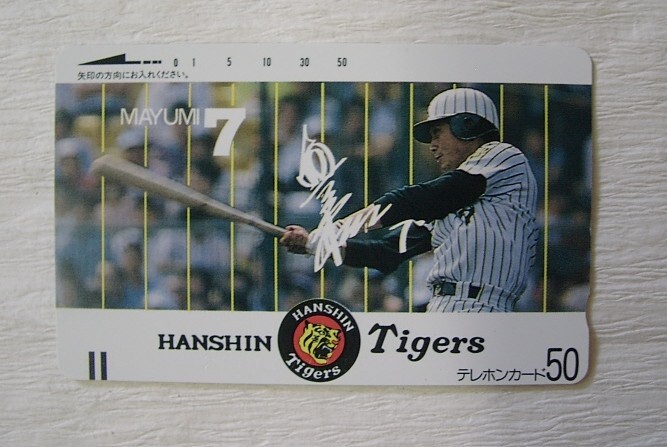 0 1 5 10 30 50
矢印の方向にお入れください。
MAYUMI 7
HANSHIN
HANSHIN
Tigers
Tigers
テレホンカード50